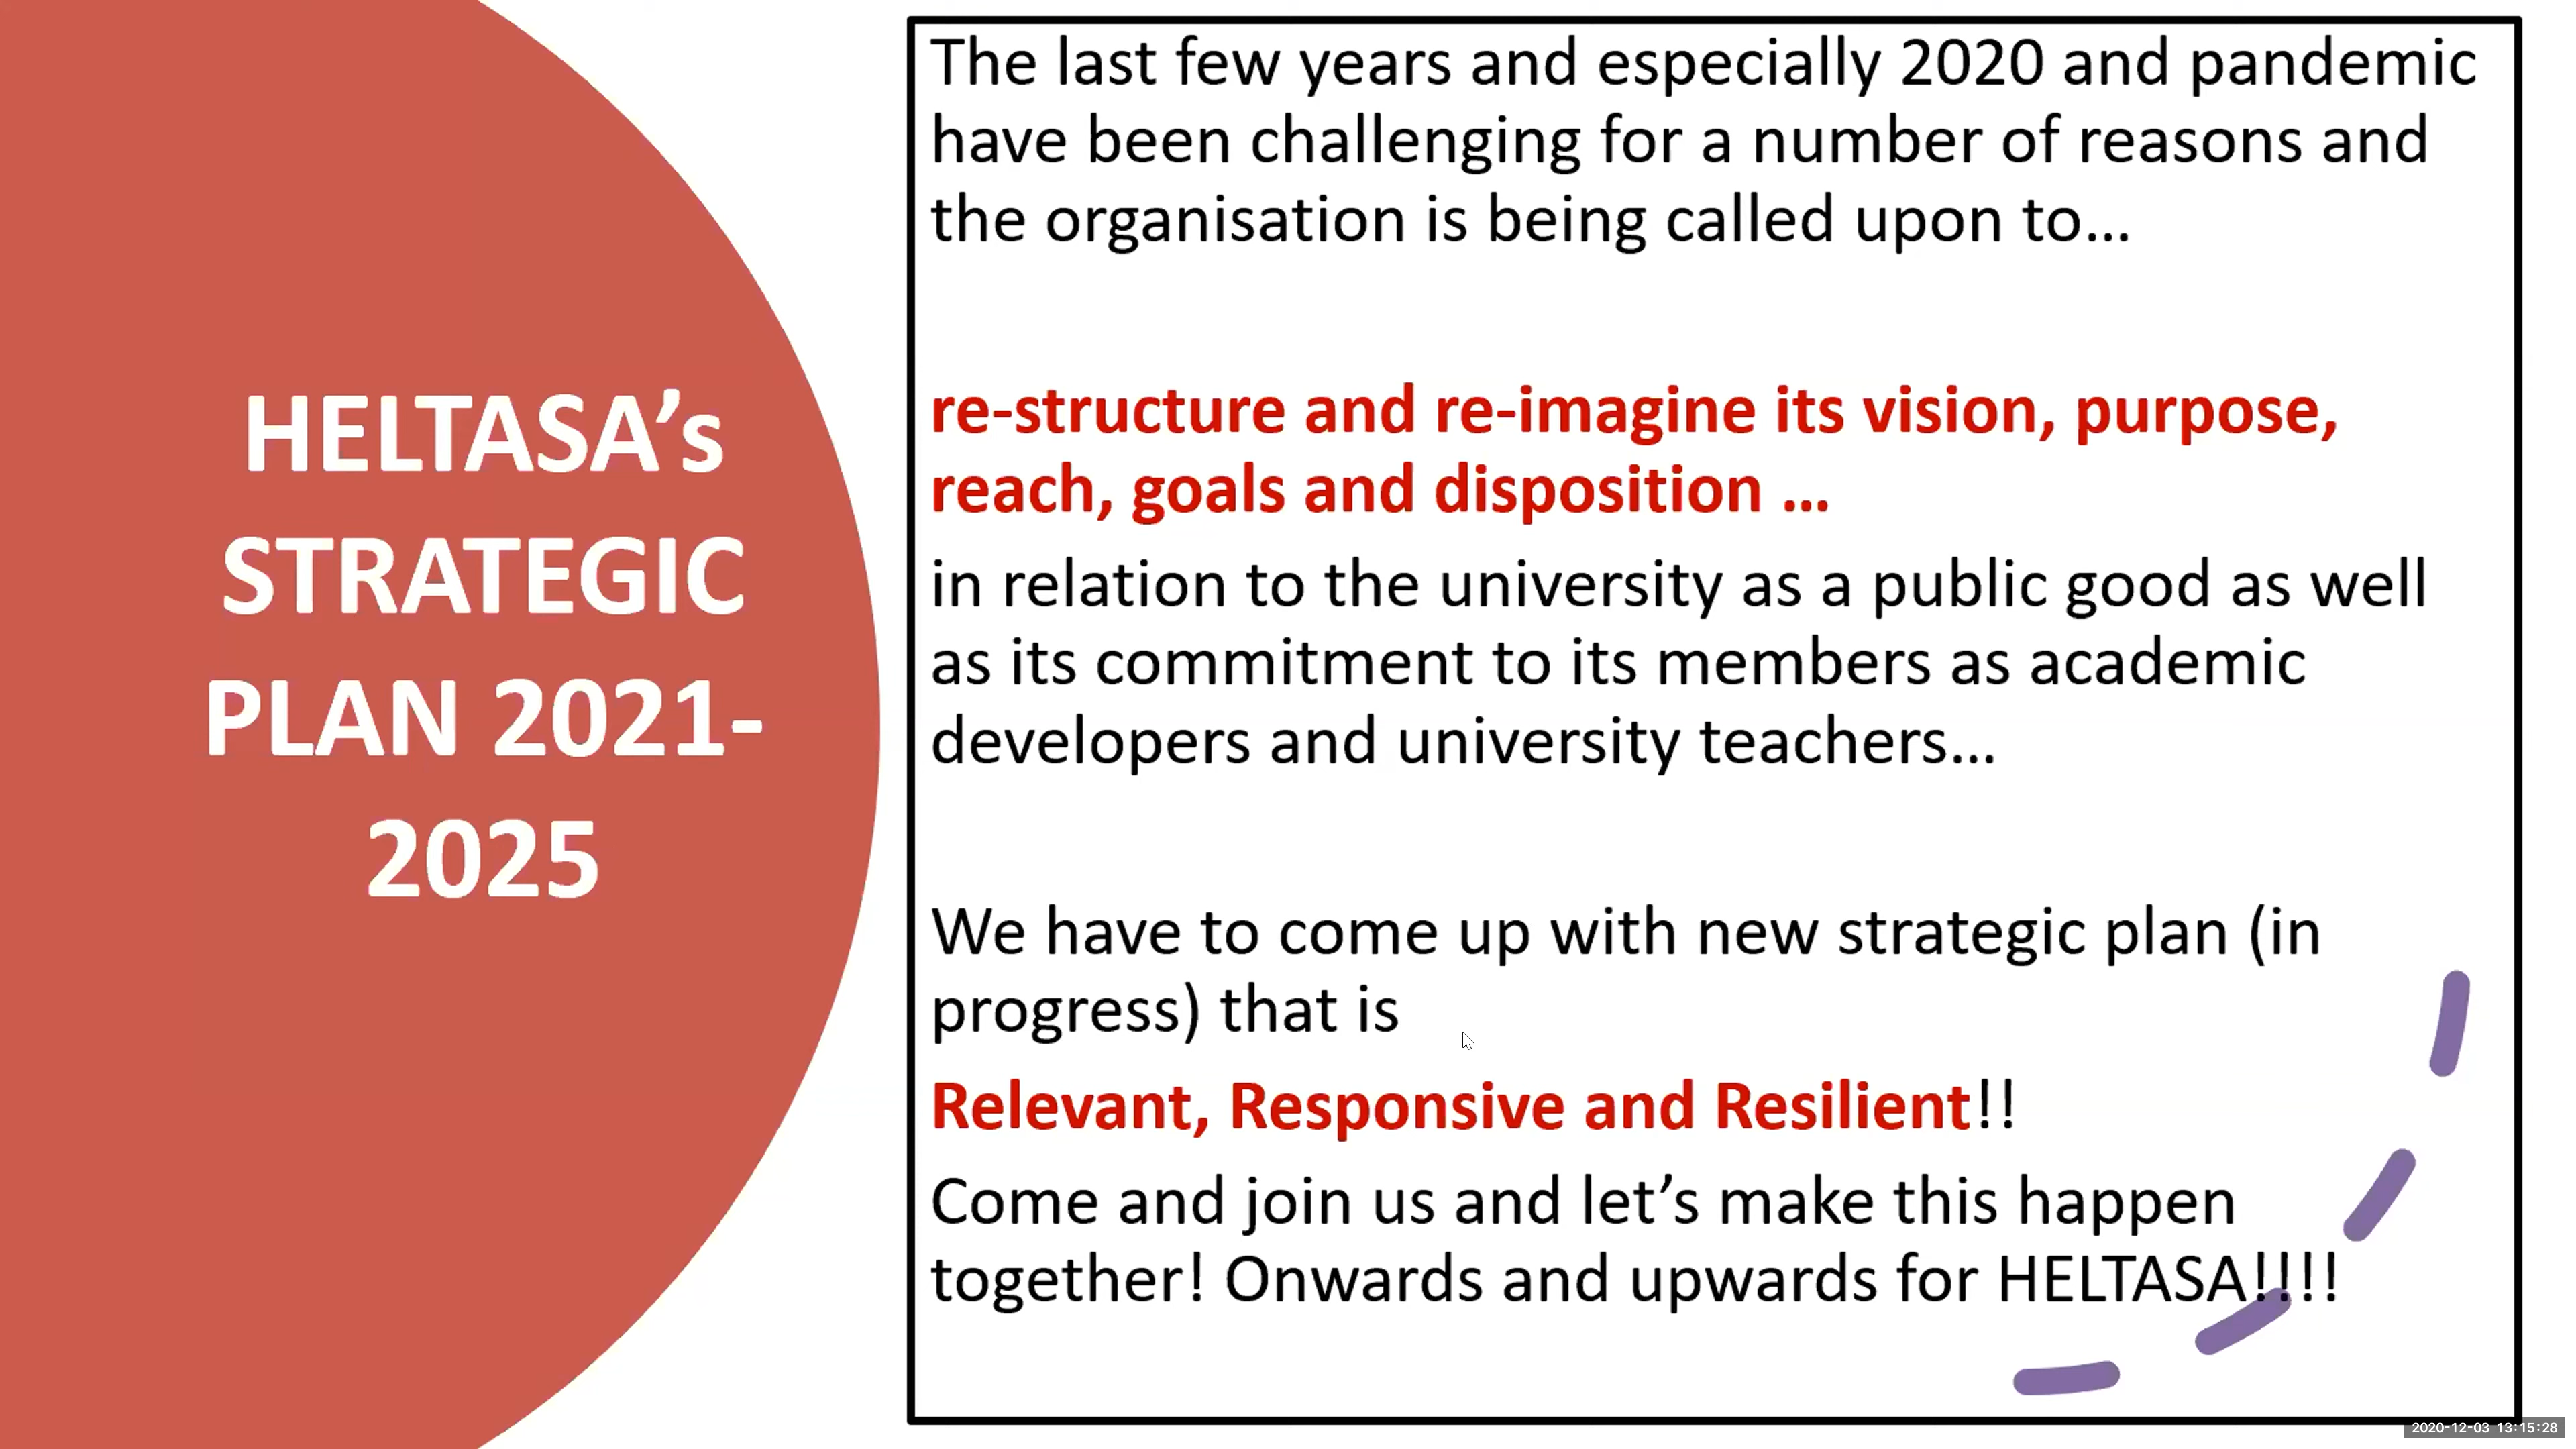 HELTASA’s
STRATEGIC
PLAN 2021-
2025
The last few years and especially 2020 and pandemic
have been challenging for a number of reasons and
the organisation is being called upon to…
re-structure and re-imagine its vision, purpose,
reach, goals and disposition …
in relation to the university as a public good as well
as its commitment to its members as academic
developers and university teachers…
We have to come up with new strategic plan (in
progress) that is
Relevant, Responsive and Resilient!!
Come and join us and let’s make this happen
together! Onwards and upwards for HELTASA!!!!
2020-12-03 13:15:28